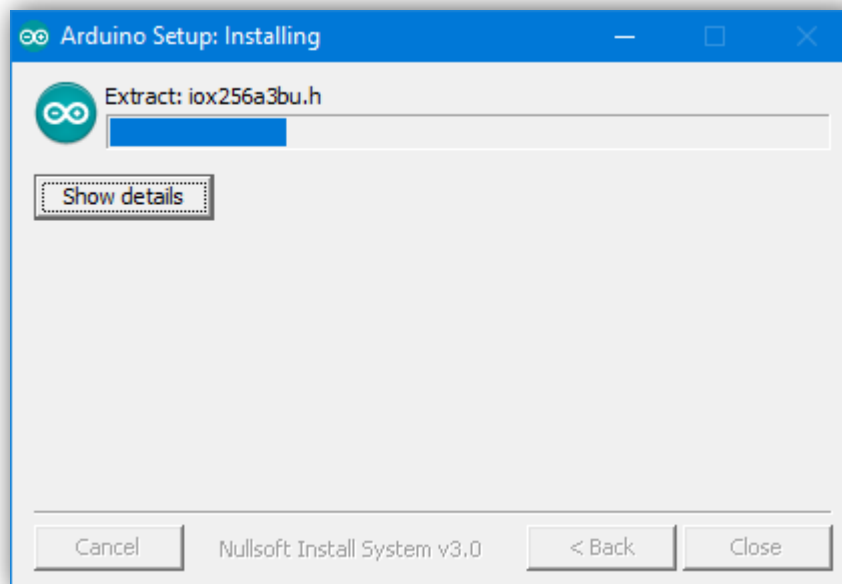 Arduino Setup: Installing
Extract: iox256a3bu.h
Show details
Cancel
Nullsoft Install System v3.0
< Back
Close